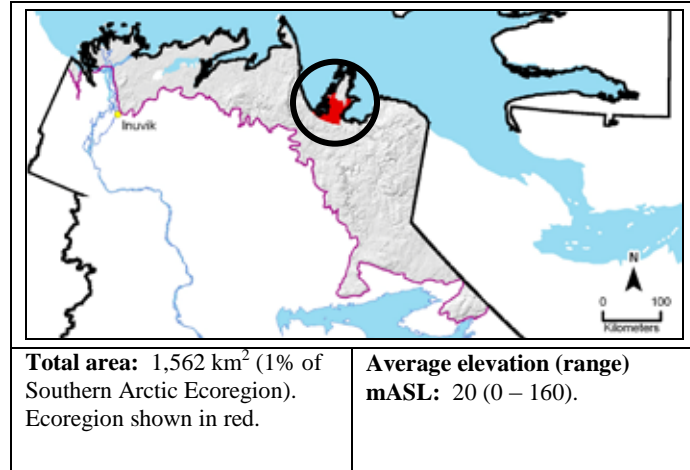 Inuvik
N
0 100
Kilometers
Total area: 1,562 km² (1% of
Southern Arctic Ecoregion).
Ecoregion shown in red.
Average elevation (range)
mASL: 20 (0 – 160).